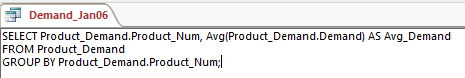 Demand_Jan06
SELECT Product_Demand.Product_Num, Avg(Product_Demand.Demand) AS Avg_Demand
FROM Product_Demand
GROUP BY Product_Demand.Product_Num;